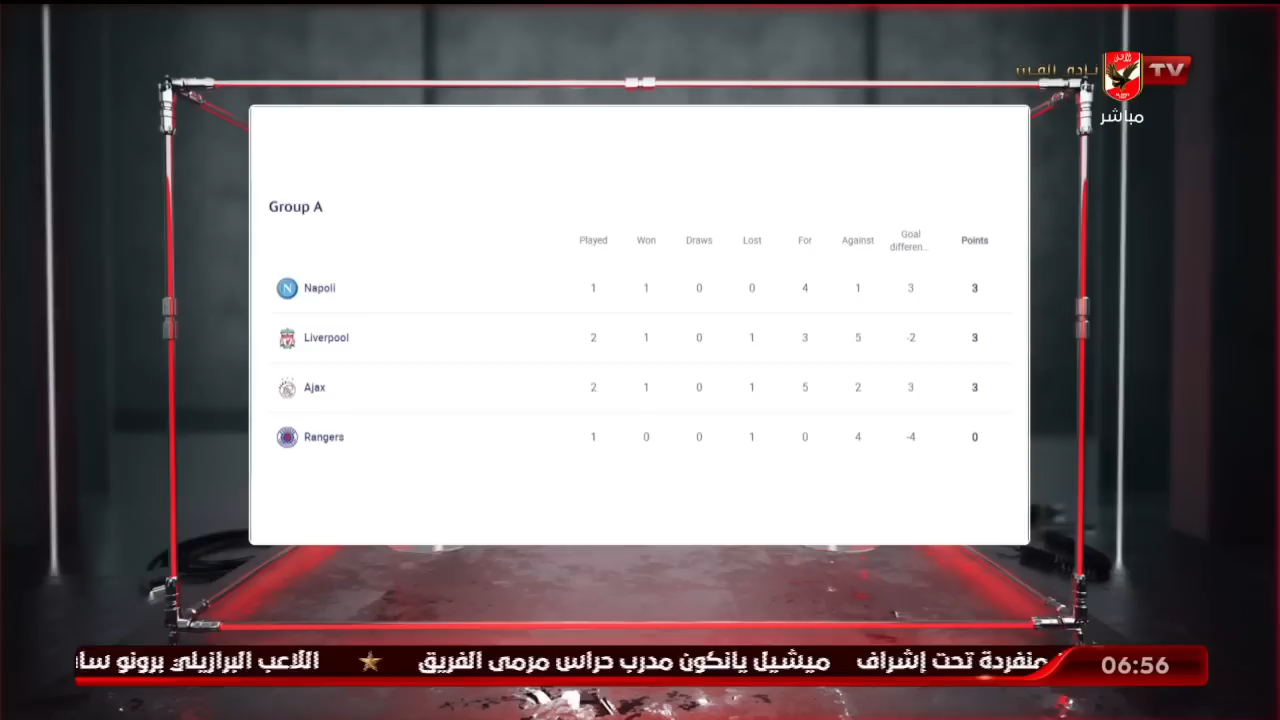 نادي القرن
TV
مباشر
Group A
Played Won Draws Lost For Against Goal differen... Points
Napoli 1 1 0 0 4 1 3 3
Liverpool 2 1 0 1 3 5 -2 3
Ajax 2 1 0 1 5 2 3 3
Rangers 1 0 0 1 0 4 -4 0
منفردة تحت إشراف ميشيل يانكون مدرب حراس مرمى الفريق اللاعب البرازيلي برونو سا
06:56